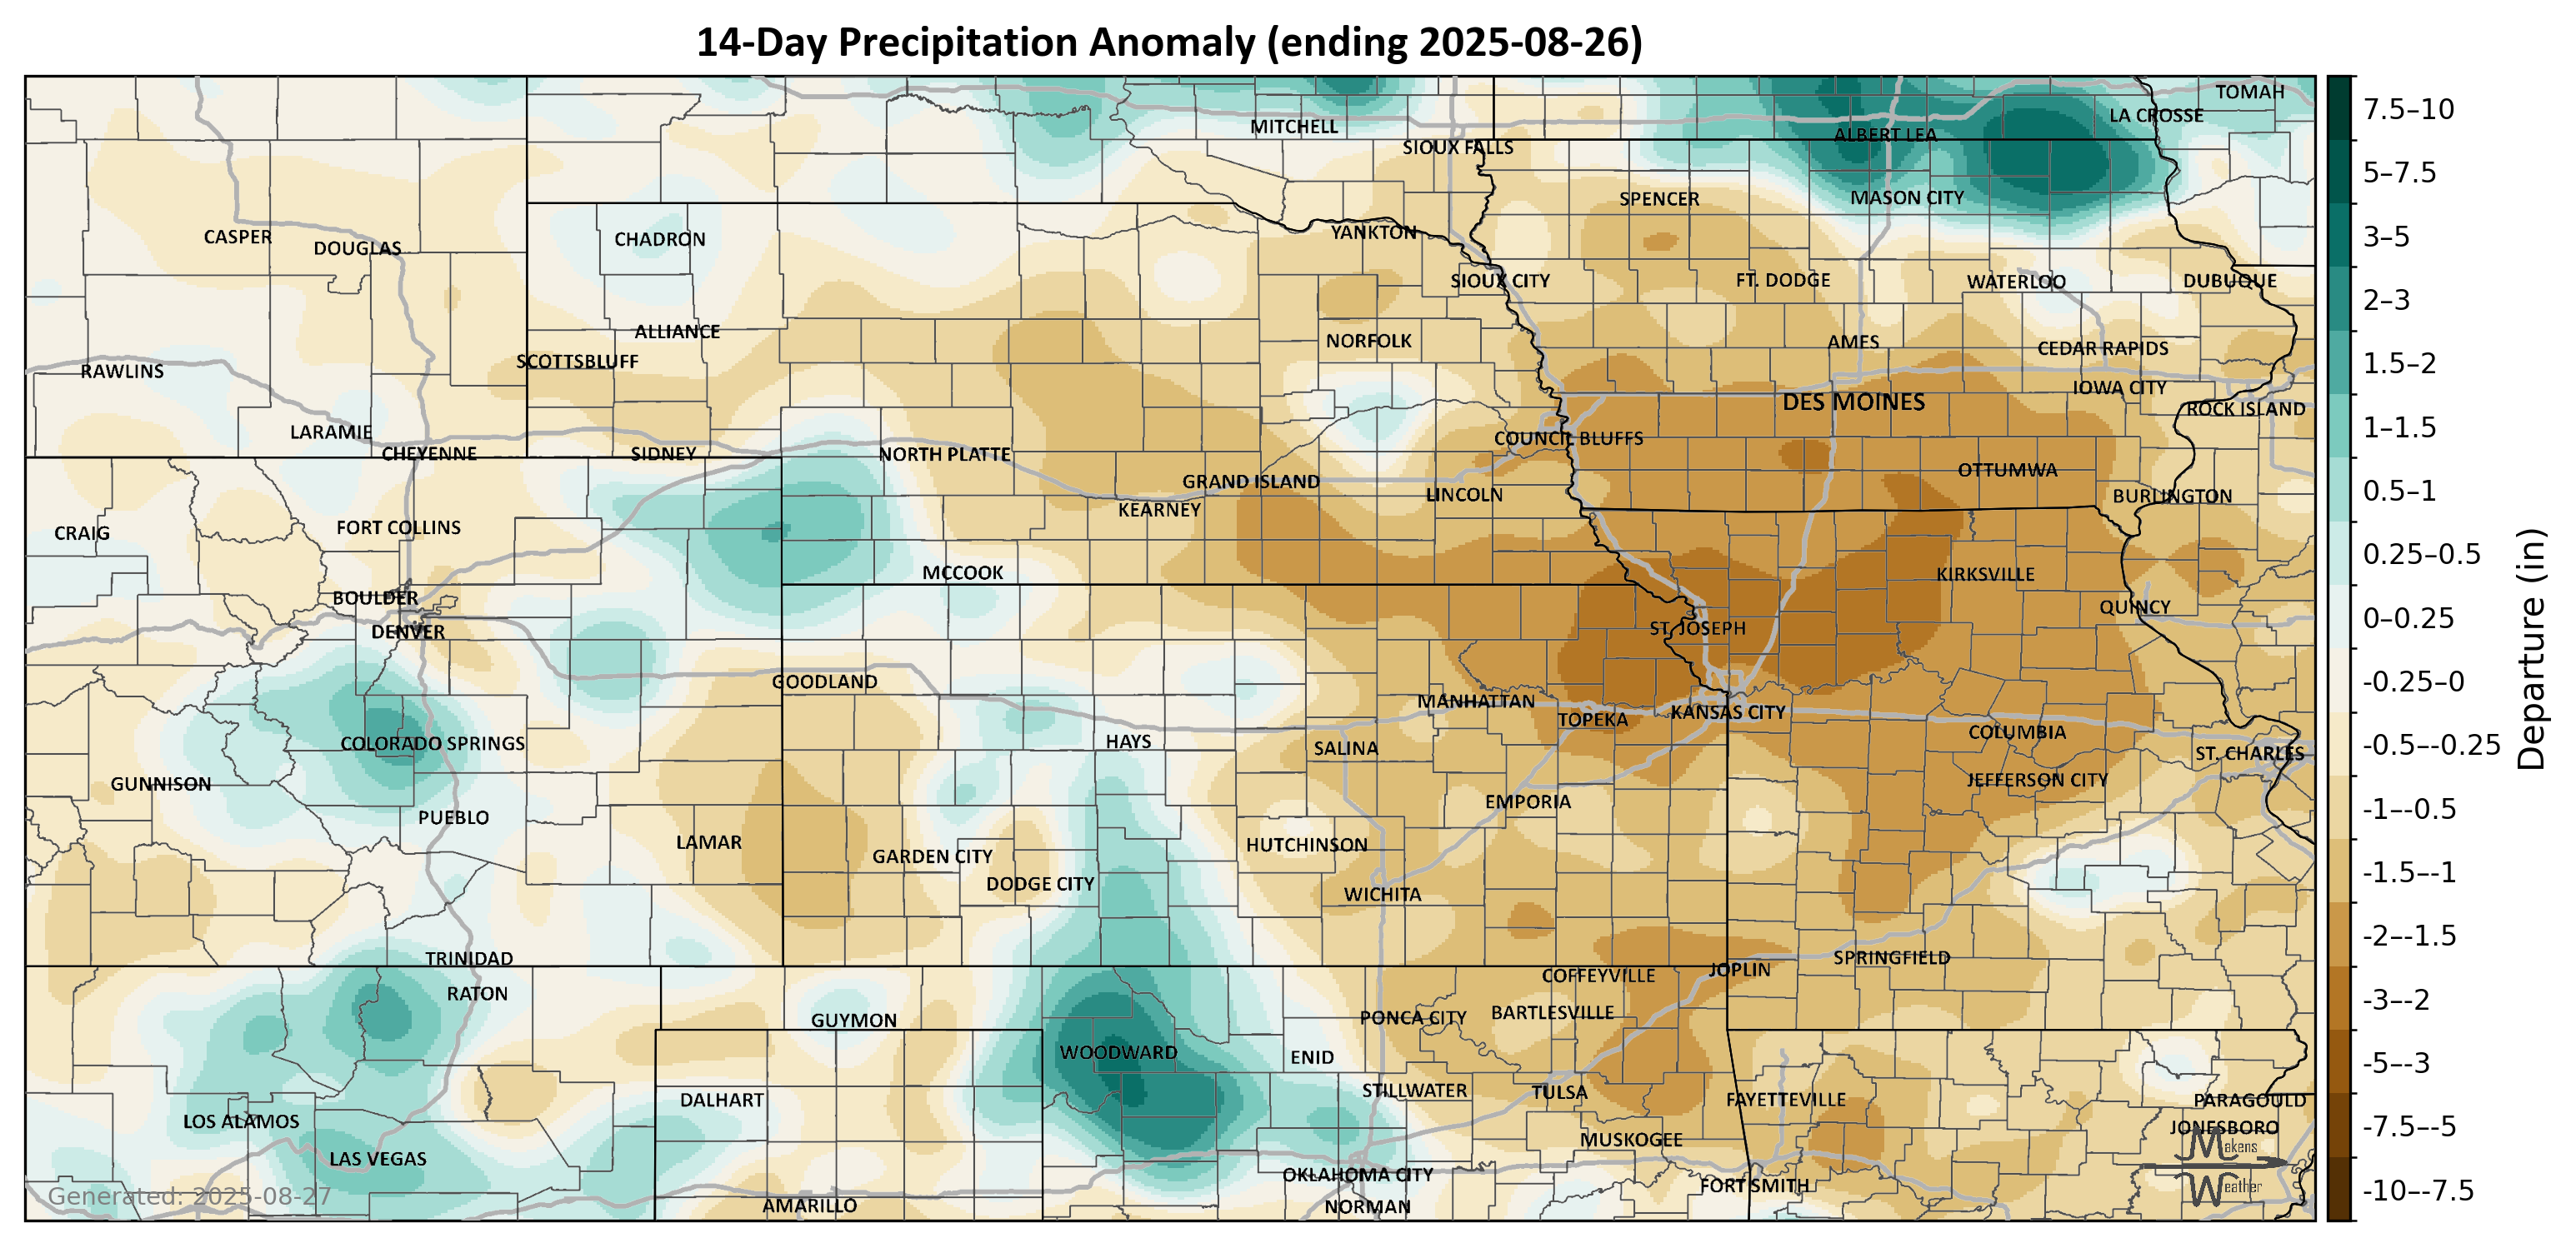 14-Day Precipitation Anomaly (ending 2025-08-26)
TOMAH
LA CROSSE
MITCHELL
ALBERT LEA
SIOUX FALLS
SPENCER
MASON CITY
CASPER
DOUGLAS
CHADRON
YANKTON
SIOUX CITY
FT. DODGE
WATERLOO
DUBUQUE
ALLIANCE
NORFOLK
AMES
CEDAR RAPIDS
SCOTTSBLUFF
RAWLINS
IOWA CITY
DES MOINES
ROCK ISLAND
LARAMIE
COUNCIL BLUFFS
CHEYENNE
SIDNEY
NORTH PLATTE
OTTUMWA
GRAND ISLAND
LINCOLN
BURLINGTON
KEARNEY
CRAIG
FORT COLLINS
MCCOOK
KIRKSVILLE
BOULDER
QUINCY
DENVER
ST. JOSEPH
GOODLAND
MANHATTAN
TOPEKA
KANSAS CITY
COLUMBIA
COLORADO SPRINGS
HAYS
SALINA
ST. CHARLES
GUNNISON
JEFFERSON CITY
EMPORIA
PUEBLO
LAMAR
HUTCHINSON
GARDEN CITY
DODGE CITY
WICHITA
TRINIDAD
SPRINGFIELD
JOPLIN
COFFEYVILLE
RATON
BARTLESVILLE
PONCA CITY
GUYMON
WOODWARD
ENID
STILLWATER
TULSA
DALHART
FAYETTEVILLE
PARAGOULD
LOS ALAMOS
JONESBORO
MUSKOGEE
LAS VEGAS
OKLAHOMA CITY
FORT SMITH
AMARILLO
NORMAN
Generated: 2025-08-27
Makens
Weather
7.5–10
5–7.5
3–5
2–3
1.5–2
1–1.5
0.5–1
0.25–0.5
0–0.25
-0.25–0
-0.5–-0.25
-1–-0.5
-1.5–-1
-2–-1.5
-3–-2
-5–-3
-7.5–-5
-10–-7.5
Departure (in)